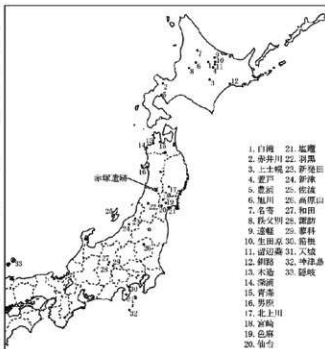 赤塚遺跡
1. 白滝
2. 赤井川
3. 上士幌
4. 置戸
5. 豊浦
6. 旭川
7. 名寄
8. 秩父別
9. 遠軽
10. 生田原
11. 留辺蘂
12. 釧路
13. 木造
14. 深浦
15. 青森
16. 男鹿
17. 北上川
18. 宮崎
19. 色麻
20. 仙台
21. 塩竈
22. 羽黒
23. 新発田
24. 新津
25. 佐渡
26. 高原山
27. 和田
28. 諏訪
29. 蓼科
30. 箱根
31. 天城
32. 神津島
33. 隠岐